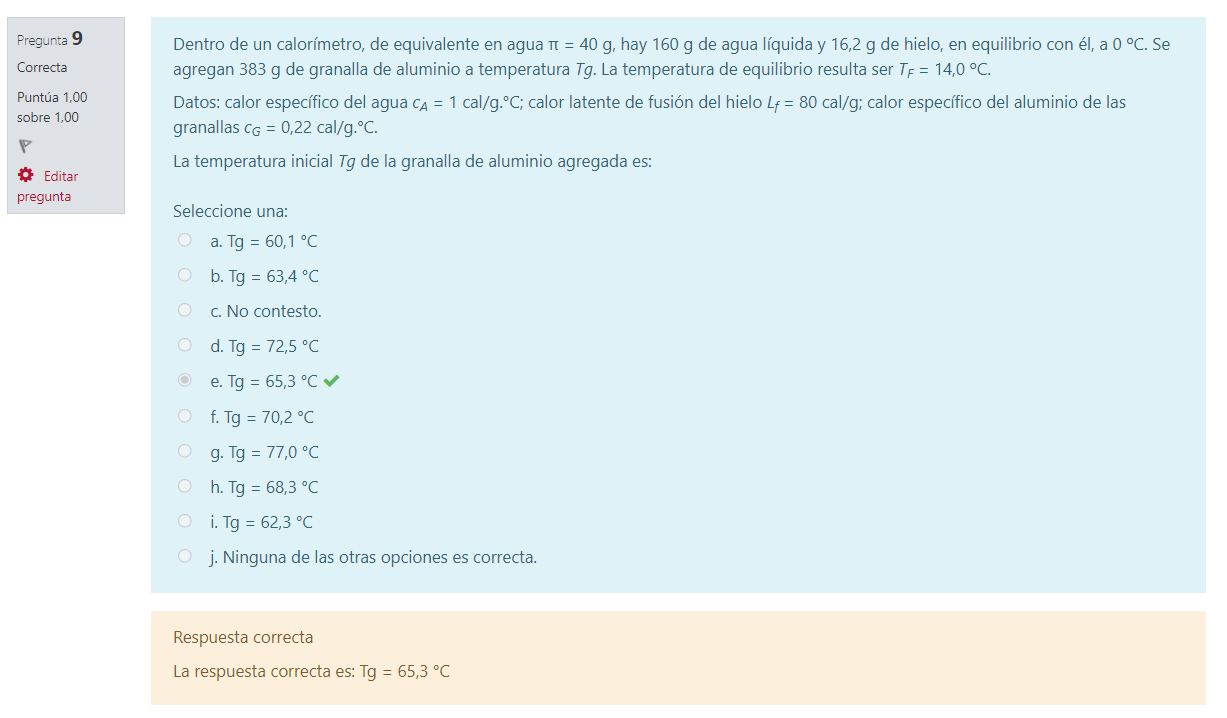 Pregunta 9
Correcta
Puntúa 1,00
sobre 1,00
Editar
pregunta
Dentro de un calorímetro, de equivalente en agua π = 40 g, hay 160 g de agua líquida y 16,2 g de hielo, en equilibrio con él, a 0 ºC. Se
agregan 383 g de granalla de aluminio a temperatura Tg. La temperatura de equilibrio resulta ser TF = 14,0 ºC.
Datos: calor específico del agua cA = 1 cal/g.°C; calor latente de fusión del hielo Lf = 80 cal/g; calor específico del aluminio de las
granallas cG = 0,22 cal/g.°C.
La temperatura inicial Tg de la granalla de aluminio agregada es:
Seleccione una:
a. Tg = 60,1 °C
b. Tg = 63,4 °C
c. No contesto.
d. Tg = 72,5 °C
e. Tg = 65,3 °C
f. Tg = 70,2 °C
g. Tg = 77,0 °C
h. Tg = 68,3 °C
i. Tg = 62,3 °C
j. Ninguna de las otras opciones es correcta.
Respuesta correcta
La respuesta correcta es: Tg = 65,3 °C